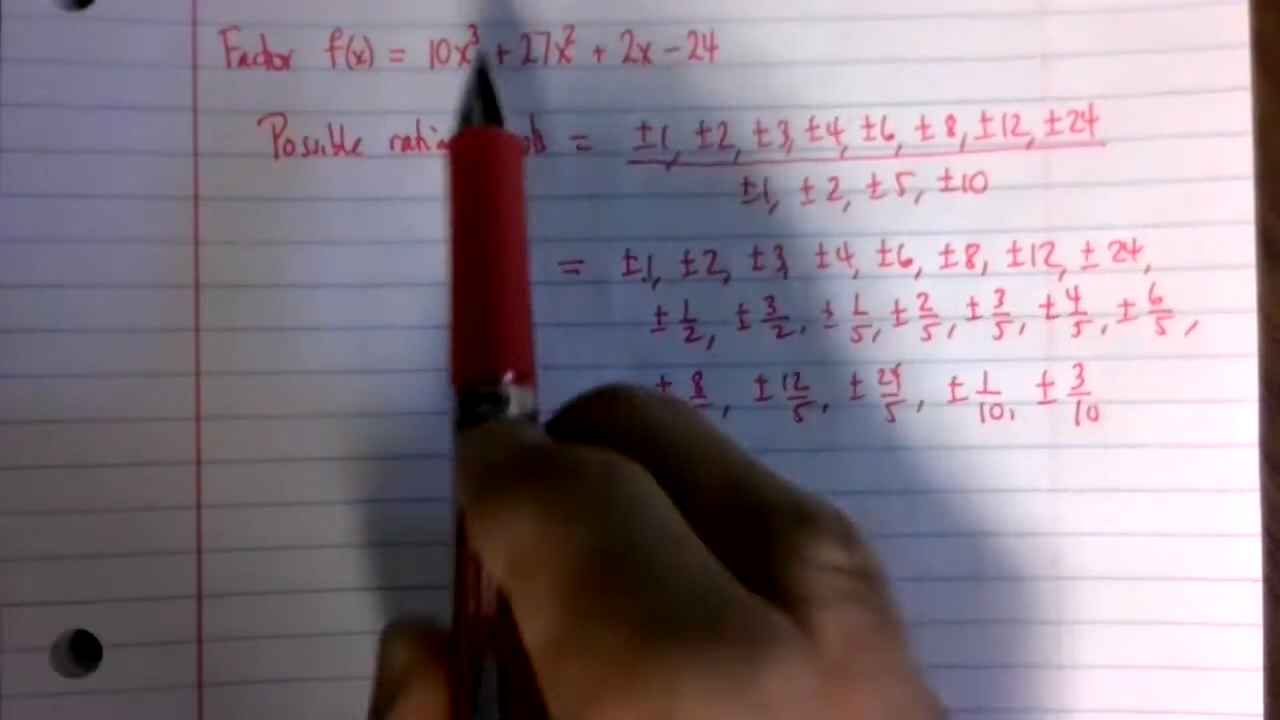 Factor f(x) = 10x³ + 27x² + 2x - 24
Possible = ±1, ±2, ±3, ±4, ±6, ±8, ±12, ±24
±1, ±2, ±5, ±10
= ±1, ±2, ±3, ±4, ±6, ±8, ±12, ±24,
± 1/2, ± 3/2, ± 1/5, ± 2/5, ± 3/5, ± 4/5, ± 6/5,
± 8, ± 12/5, ± 24/5, ± 1/10, ± 3/10